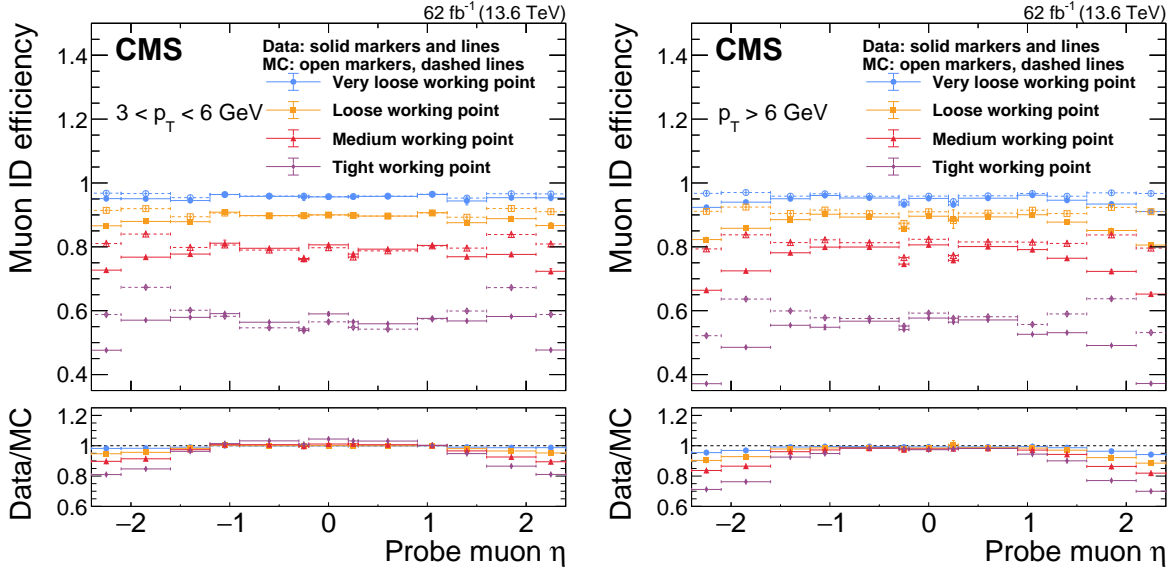 62 fb⁻¹ (13.6 TeV)
CMS
Data: solid markers and lines
MC: open markers, dashed lines
Very loose working point
Loose working point
Medium working point
Tight working point
3 < p_T < 6 GeV
Muon ID efficiency
1.4
1.2
1
0.8
0.6
0.4
Data/MC
1.2
1
0.8
0.6
−2
−1
0
1
2
Probe muon η
62 fb⁻¹ (13.6 TeV)
CMS
Data: solid markers and lines
MC: open markers, dashed lines
Very loose working point
Loose working point
Medium working point
Tight working point
p_T > 6 GeV
Muon ID efficiency
1.4
1.2
1
0.8
0.6
0.4
Data/MC
1.2
1
0.8
0.6
−2
−1
0
1
2
Probe muon η